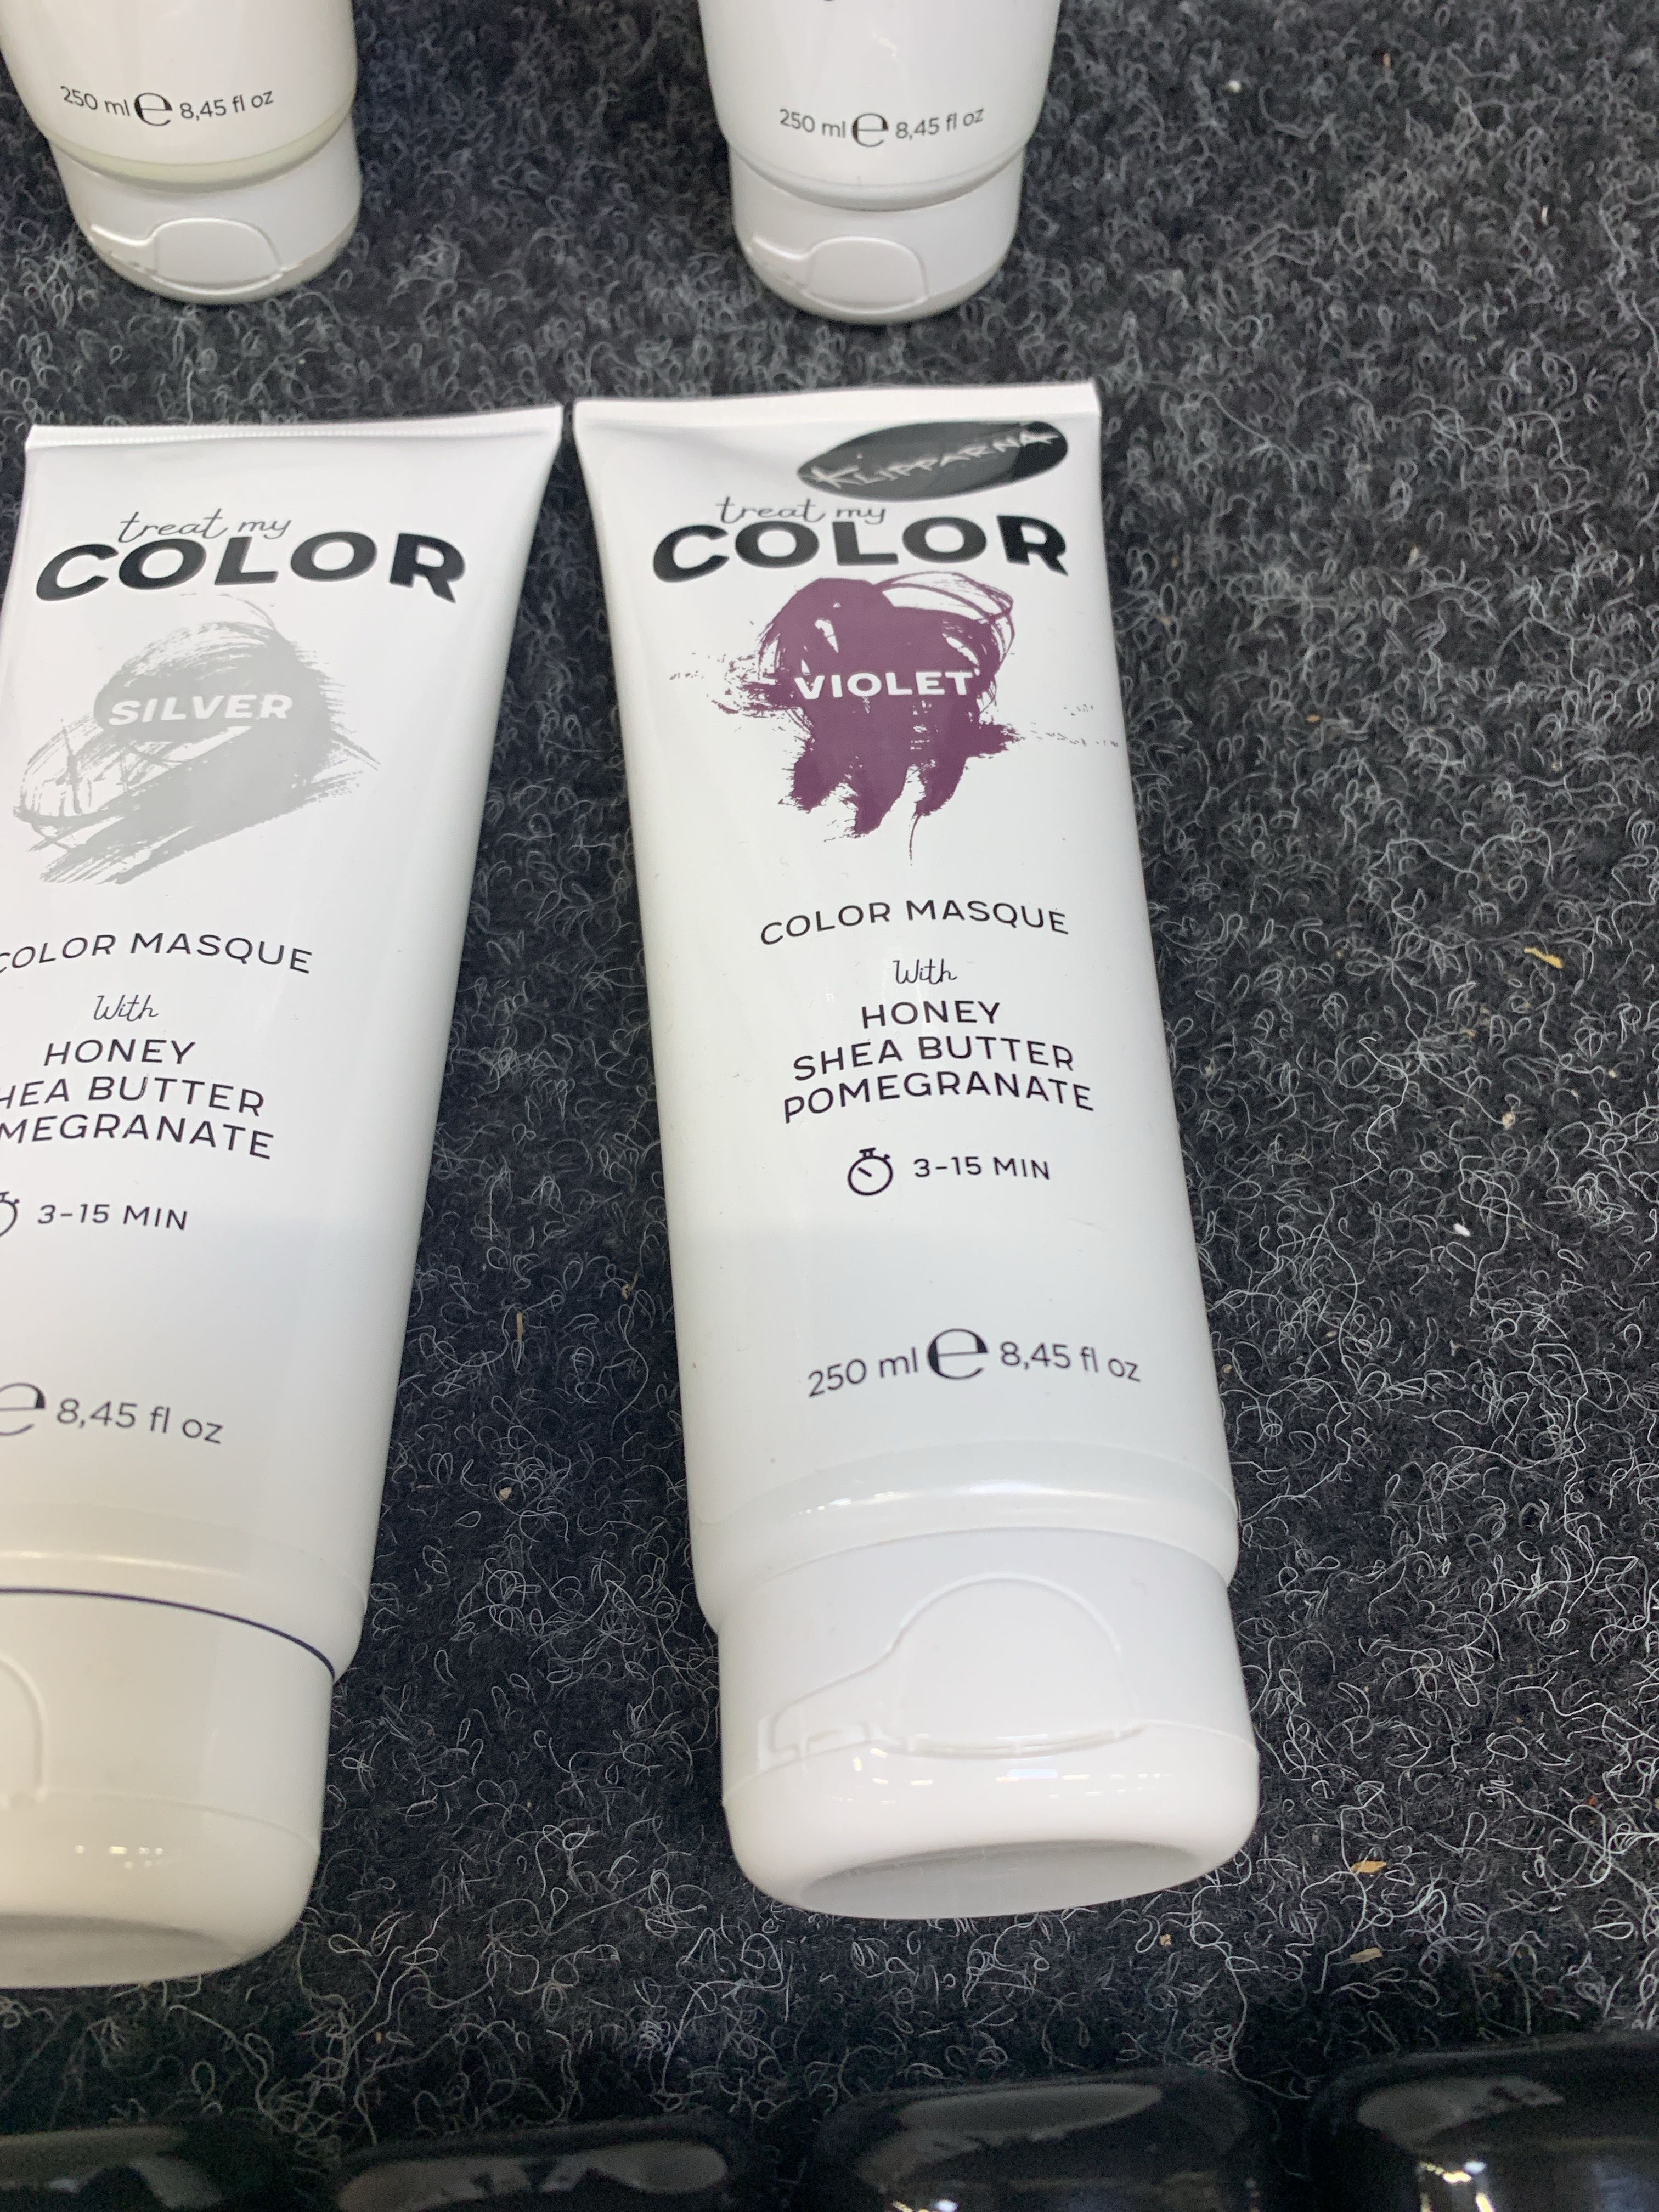 250 ml e 8,45 fl oz
250 ml e 8,45 fl oz
treat my
COLOR
SILVER
COLOR MASQUE
With
HONEY
HEA BUTTER
MEGRANATE
3-15 MIN
e 8,45 fl oz
KLIPPARNA
treat my
COLOR
VIOLET
COLOR MASQUE
With
HONEY
SHEA BUTTER
POMEGRANATE
3-15 MIN
250 ml e 8,45 fl oz